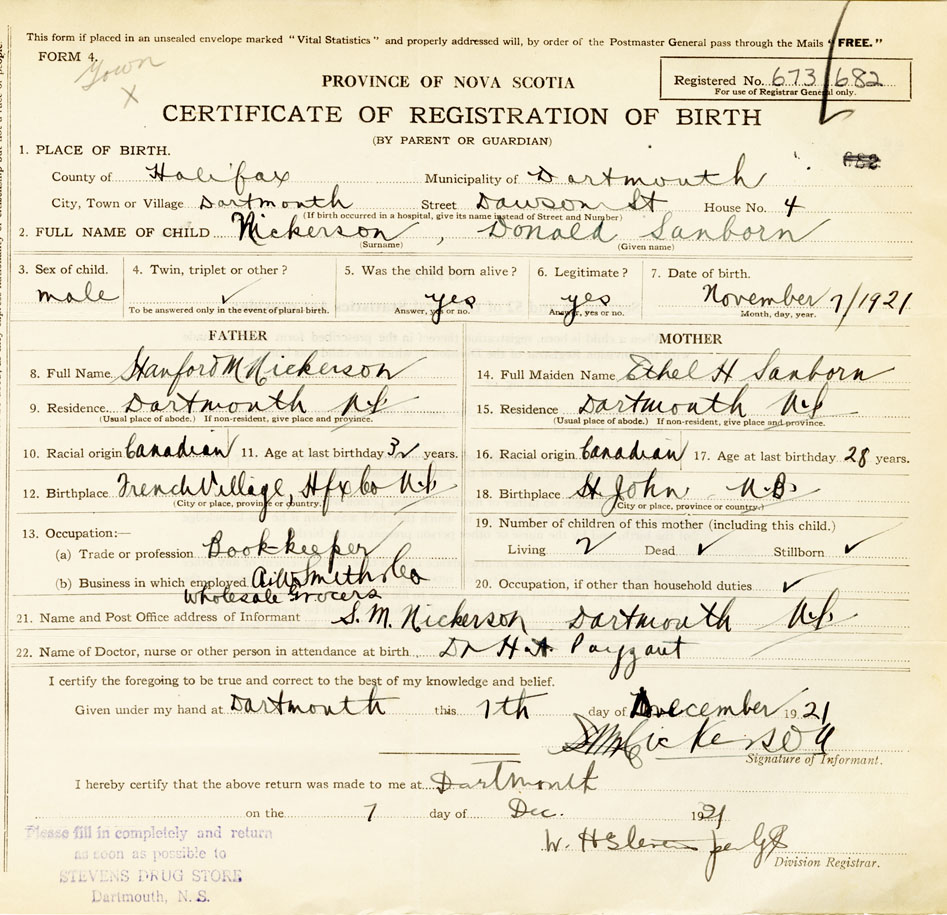 This form if placed in an unsealed envelope marked "Vital Statistics" and properly addressed will, by order of the Postmaster General pass through the Mails "FREE."
FORM 4.
Town
X
Registered No. 673 / 682
For use of Registrar General only.
PROVINCE OF NOVA SCOTIA
CERTIFICATE OF REGISTRATION OF BIRTH
(BY PARENT OR GUARDIAN)
1. PLACE OF BIRTH.
County of Halifax Municipality of Dartmouth
City, Town or Village Dartmouth Street Dawson St House No. 4
(If birth occurred in a hospital, give its name instead of Street and Number)
2. FULL NAME OF CHILD Nickerson, Donald Sanborn
(Surname) (Given name)
3. Sex of child. 4. Twin, triplet or other? 5. Was the child born alive? 6. Legitimate? 7. Date of birth.
male ✓ yes yes November 7/1921
To be answered only in the event of plural birth. Answer, yes or no. Answer, yes or no. Month, day, year.
FATHER
8. Full Name Stanford M Nickerson
9. Residence Dartmouth N.S
(Usual place of abode.) If non-resident, give place and province.
10. Racial origin Canadian 11. Age at last birthday 32 years.
12. Birthplace French Village, Hfx Co N.S
(City or place, province or country.)
13. Occupation:—
(a) Trade or profession Book-keeper
(b) Business in which employed Smith & Co
Wholesale Grocers
MOTHER
14. Full Maiden Name Ethel H Sanborn
15. Residence Dartmouth N.S
(Usual place of abode.) If non-resident, give place and province.
16. Racial origin Canadian 17. Age at last birthday 28 years.
18. Birthplace St. John N.B.
(City or place, province or country.)
19. Number of children of this mother (including this child.)
Living 2 Dead ✓ Stillborn ✓
20. Occupation, if other than household duties ✓
21. Name and Post Office address of Informant S. M. Nickerson Dartmouth N.S.
22. Name of Doctor, nurse or other person in attendance at birth Dr H. A. Payzant
I certify the foregoing to be true and correct to the best of my knowledge and belief.
Given under my hand at Dartmouth this 7th day of December 1921
S M Nickerson
Signature of Informant.
I hereby certify that the above return was made to me at Dartmouth
on the 7 day of Dec. 1921
W. H Stevens per
Division Registrar.
Please fill in completely and return
as soon as possible to
STEVENS DRUG STORE
Dartmouth, N. S.